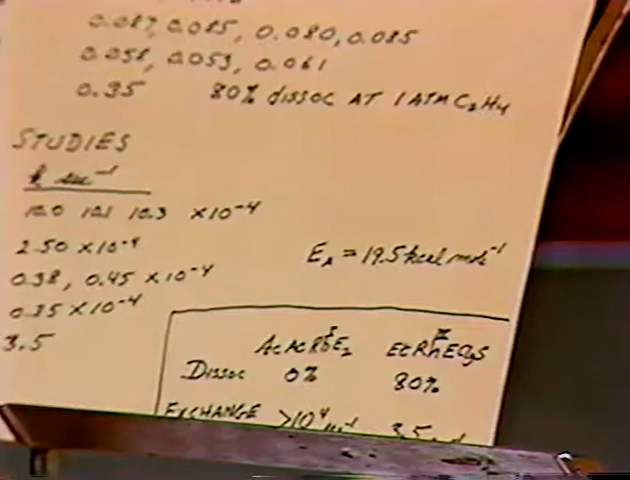 0.087, 0.085, 0.080, 0.085
0.058, 0.053, 0.061
0.35 80% dissoc AT 1 ATM C2H4
STUDIES
k sec⁻¹
10.0 10.1 10.3 ×10⁻⁴
2.50 ×10⁻⁴
0.38, 0.45 ×10⁻⁴
×10⁻⁴
3.5
EA = 19.5 kcal mole⁻¹
Dissoc 0% 80%
EXCHANGE >10⁴ 3.5